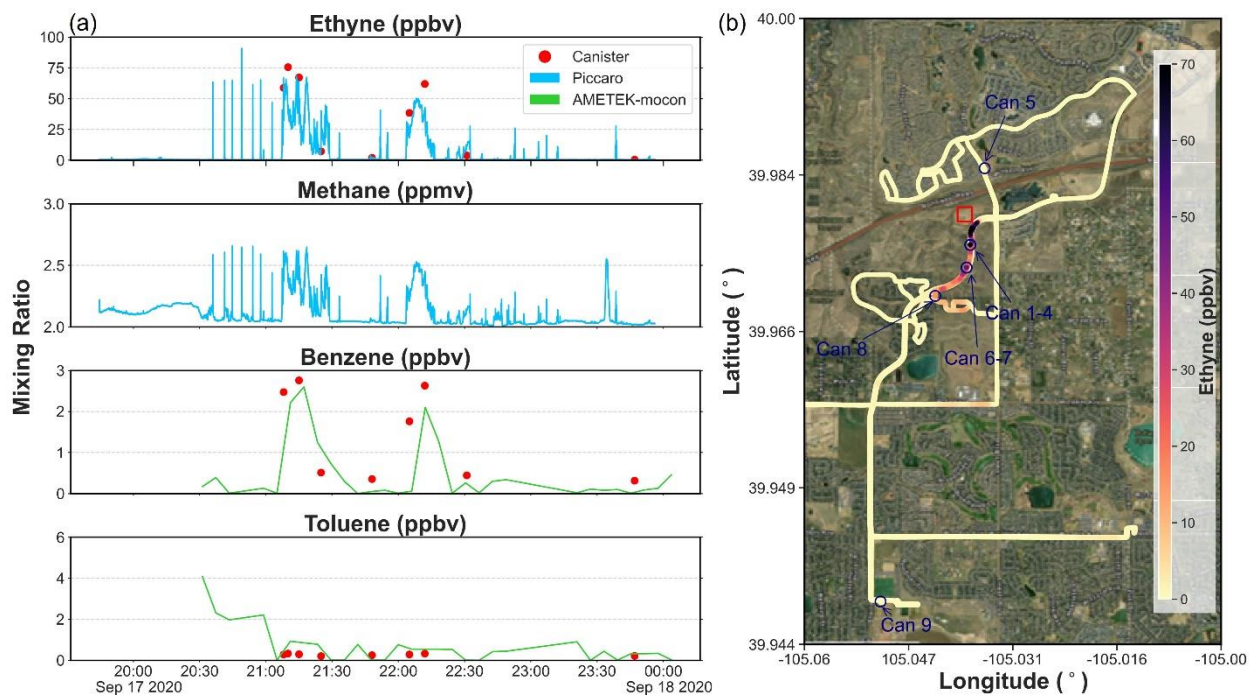 (a)
Ethyne (ppbv)
100
75
50
25
0
Canister
Piccaro
AMETEK-mocon
Methane (ppmv)
3.0
2.5
2.0
Benzene (ppbv)
3
2
1
0
Toluene (ppbv)
6
4
2
0
Mixing Ratio
20:00
20:30
21:00
21:30
22:00
22:30
23:00
23:30
00:00
Sep 17 2020
Sep 18 2020
(b)
40.00
39.984
39.966
39.949
39.944
Latitude (°)
Can 5
Can 1-4
Can 6-7
Can 8
Can 9
70
60
50
40
30
20
10
0
Ethyne (ppbv)
-105.06
-105.047
-105.031
-105.016
-105.00
Longitude (°)